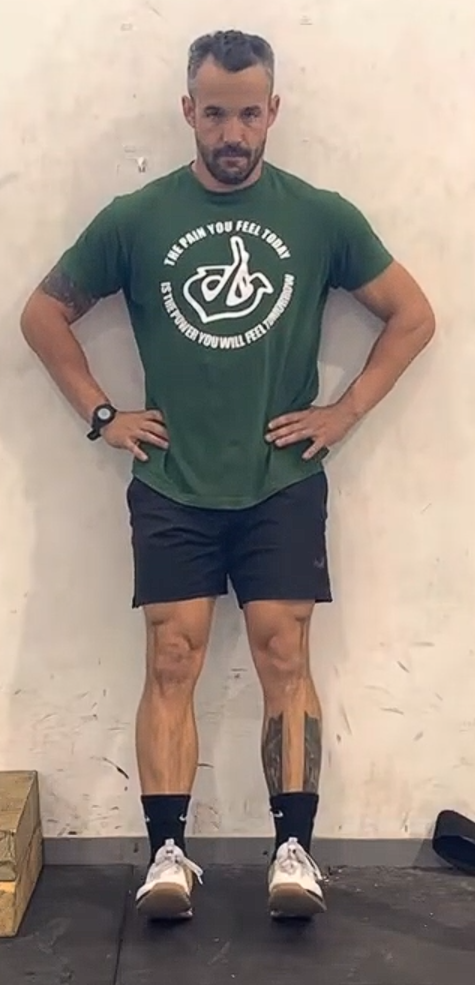 THE PAIN YOU FEEL TODAY
IS THE POWER YOU WILL FEEL TOMORROW